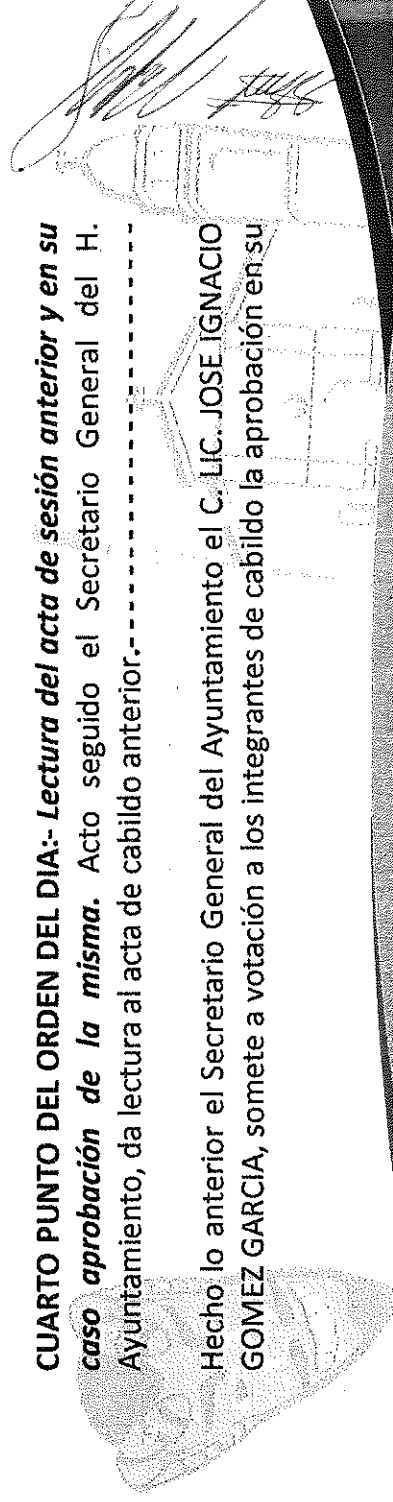 CUARTO PUNTO DEL ORDEN DEL DIA:- Lectura del acta de sesión anterior y en su
caso aprobación de la misma. Acto seguido el Secretario General del H.
Ayuntamiento, da lectura al acta de cabildo anterior.- - - - - - - - - - - - - - - - - - - - - - - - -
Hecho lo anterior el Secretario General del Ayuntamiento el C. LIC. JOSE IGNACIO
GOMEZ GARCIA, somete a votación a los integrantes de cabildo la aprobación en su